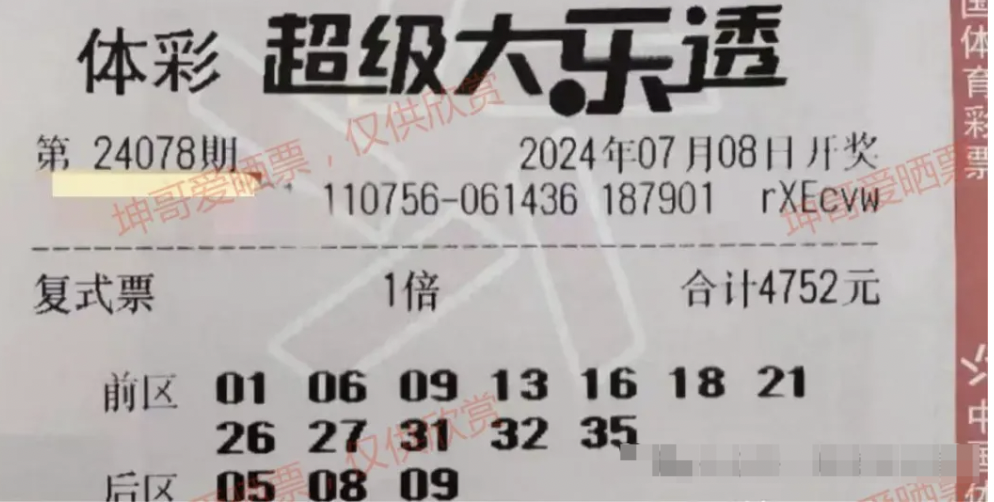 体彩 超级大乐透
第 24078期 2024年07月08日开奖
110756-061436 187901 rXEcvw
复式票 1倍 合计4752元
前区 01 06 09 13 16 18 21
26 27 31 32 35
后区 05 08 09
坤哥爱晒票，仅供欣赏
坤哥爱晒票
仅供欣赏
国体育彩票